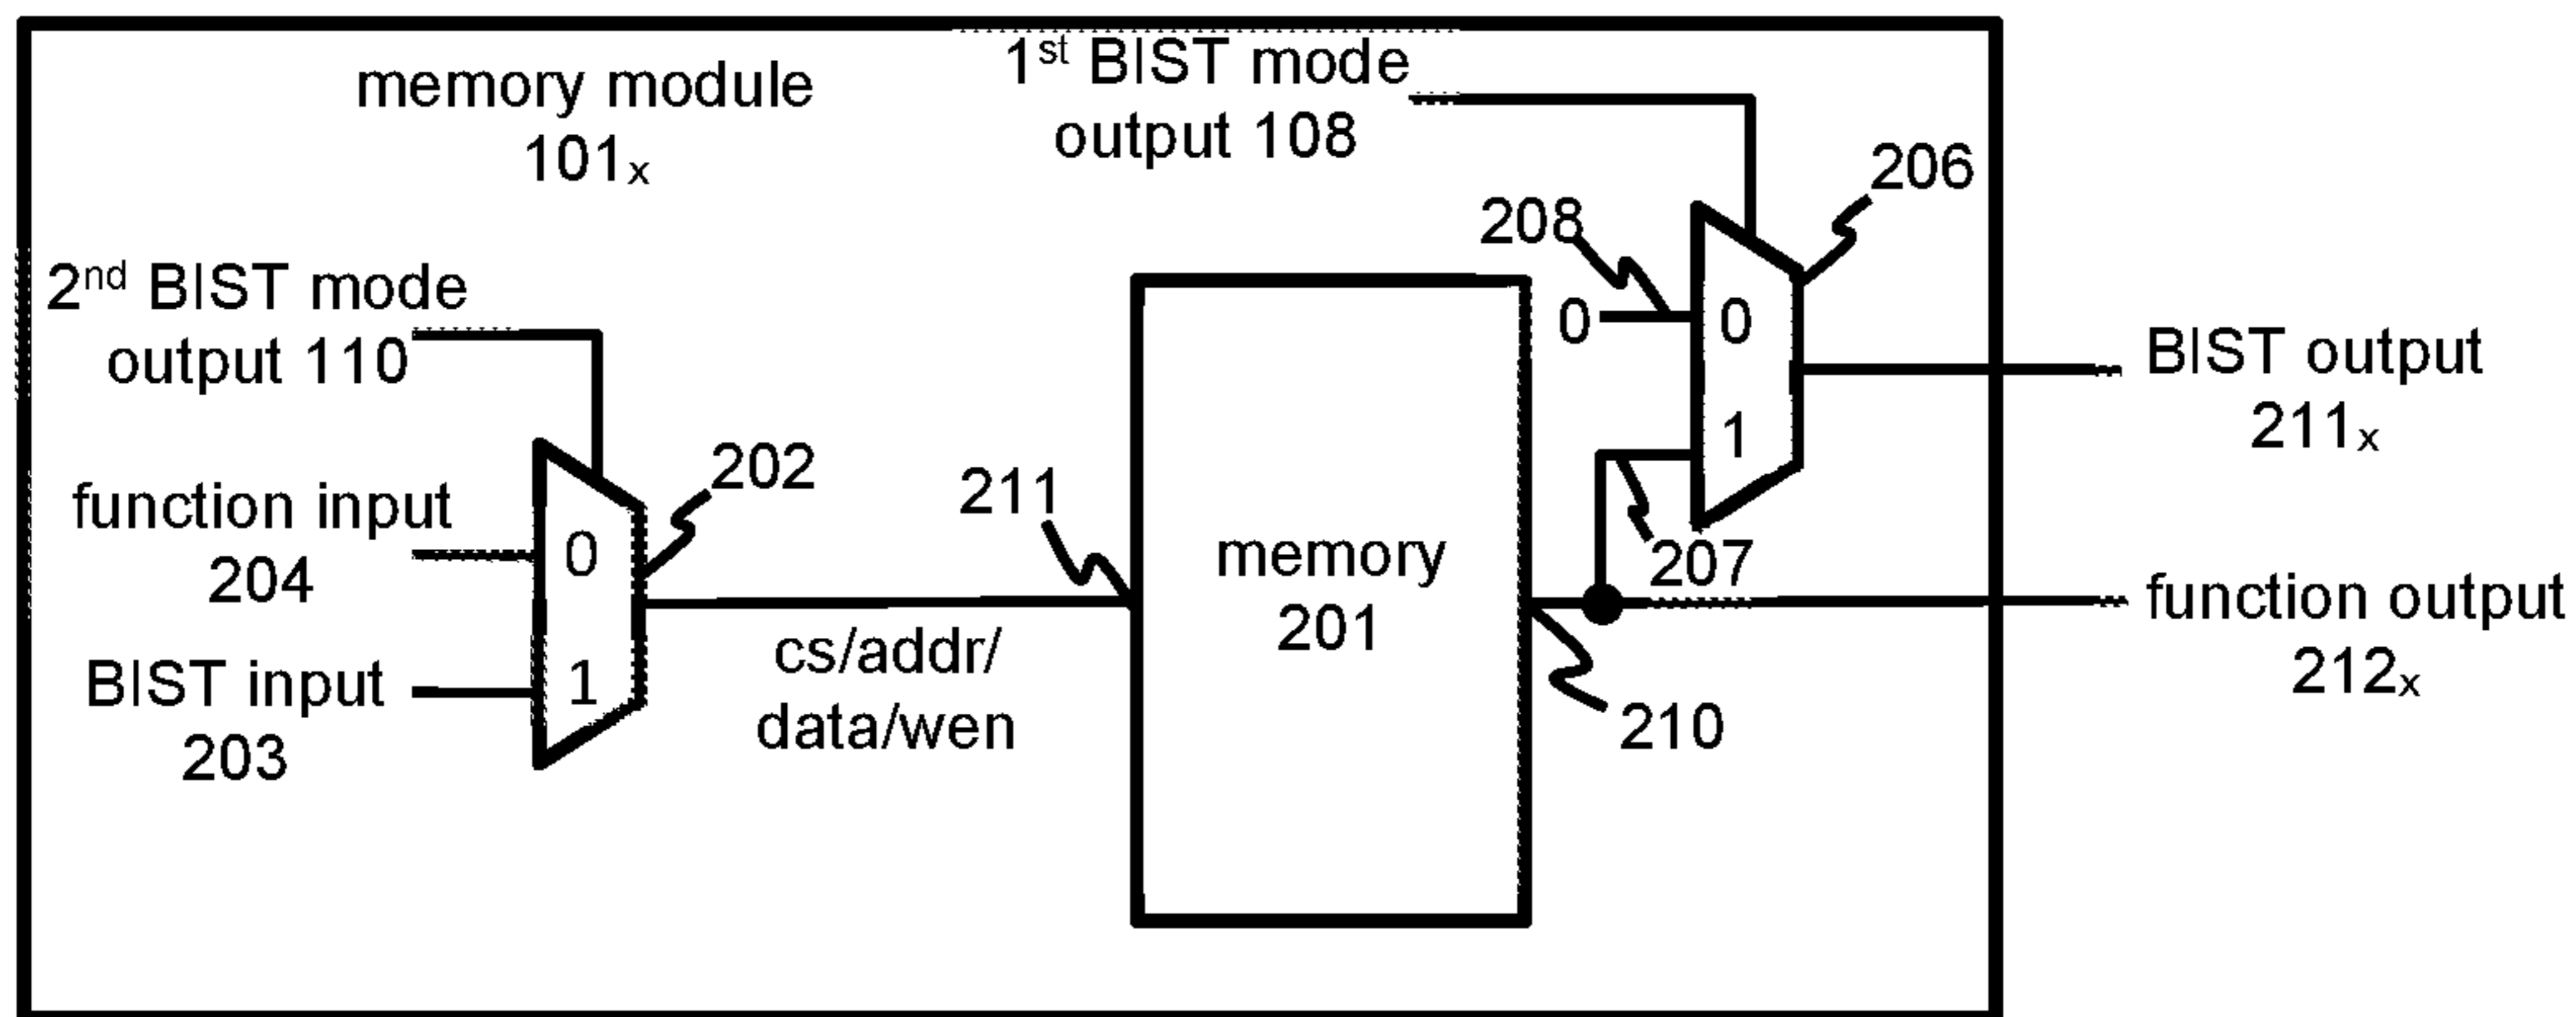 memory module
101x
1st BIST mode
output 108
206
208
0
0
1
207
2nd BIST mode
output 110
function input
204
BIST input
203
0
1
202
cs/addr/
data/wen
211
memory
201
210
BIST output
211x
function output
212x